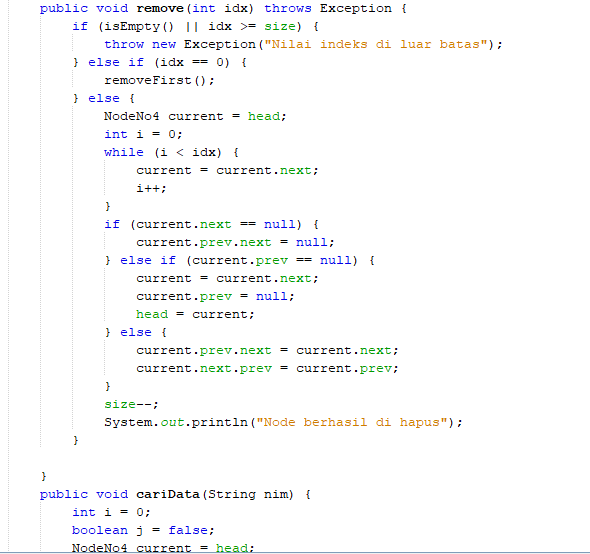 public void remove(int idx) throws Exception {
if (isEmpty() || idx >= size) {
throw new Exception("Nilai indeks di luar batas");
} else if (idx == 0) {
removeFirst();
} else {
NodeNo4 current = head;
int i = 0;
while (i < idx) {
current = current.next;
i++;
}
if (current.next == null) {
current.prev.next = null;
} else if (current.prev == null) {
current = current.next;
current.prev = null;
head = current;
} else {
current.prev.next = current.next;
current.next.prev = current.prev;
}
size--;
System.out.println("Node berhasil di hapus");
}
}
public void cariData(String nim) {
int i = 0;
boolean j = false;
NodeNo4 current = head;